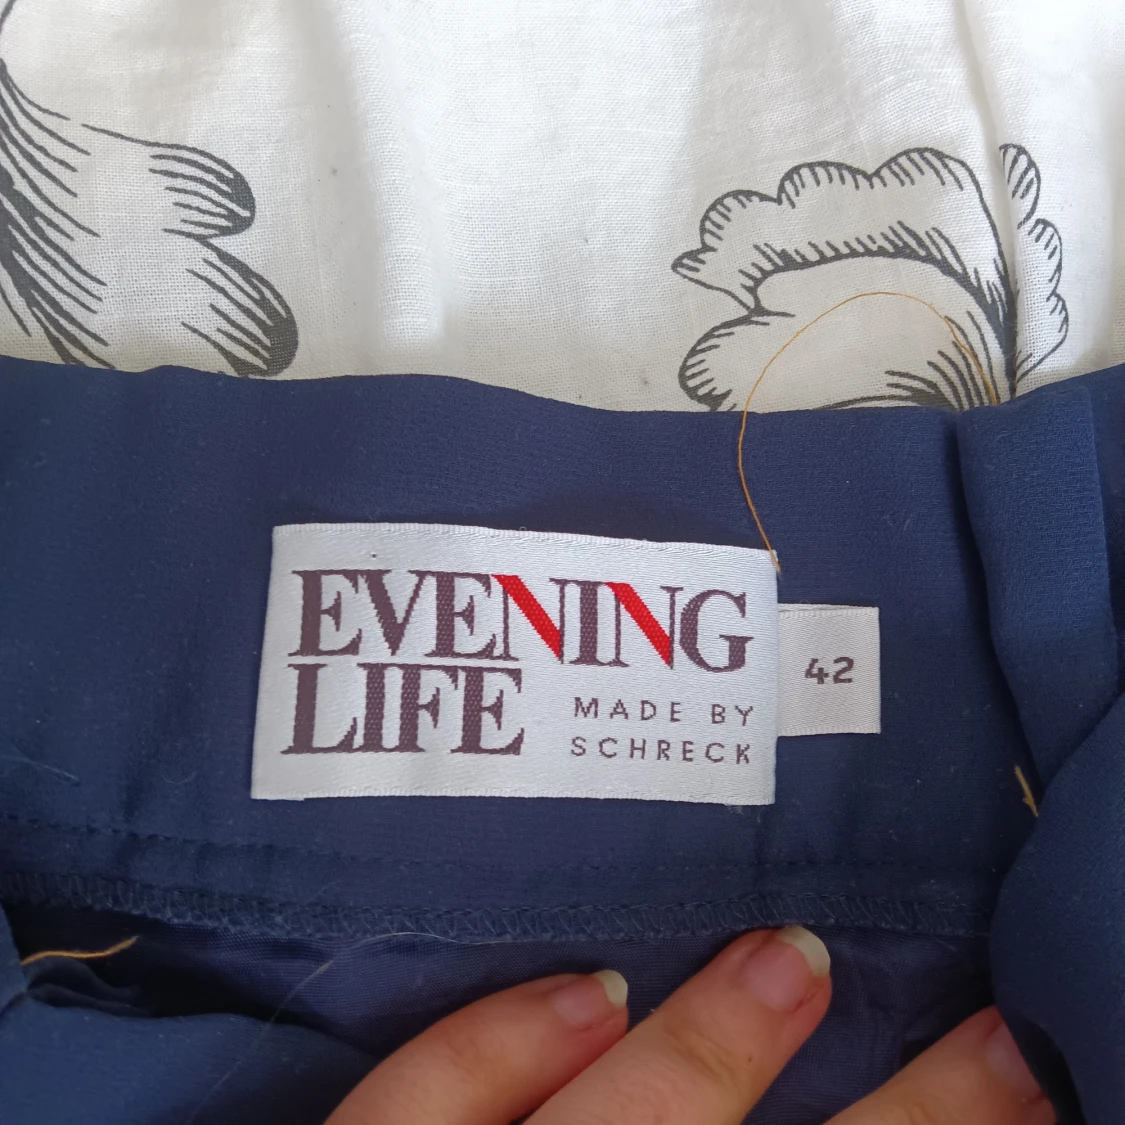 EVENING
LIFE
MADE BY
SCHRECK
42